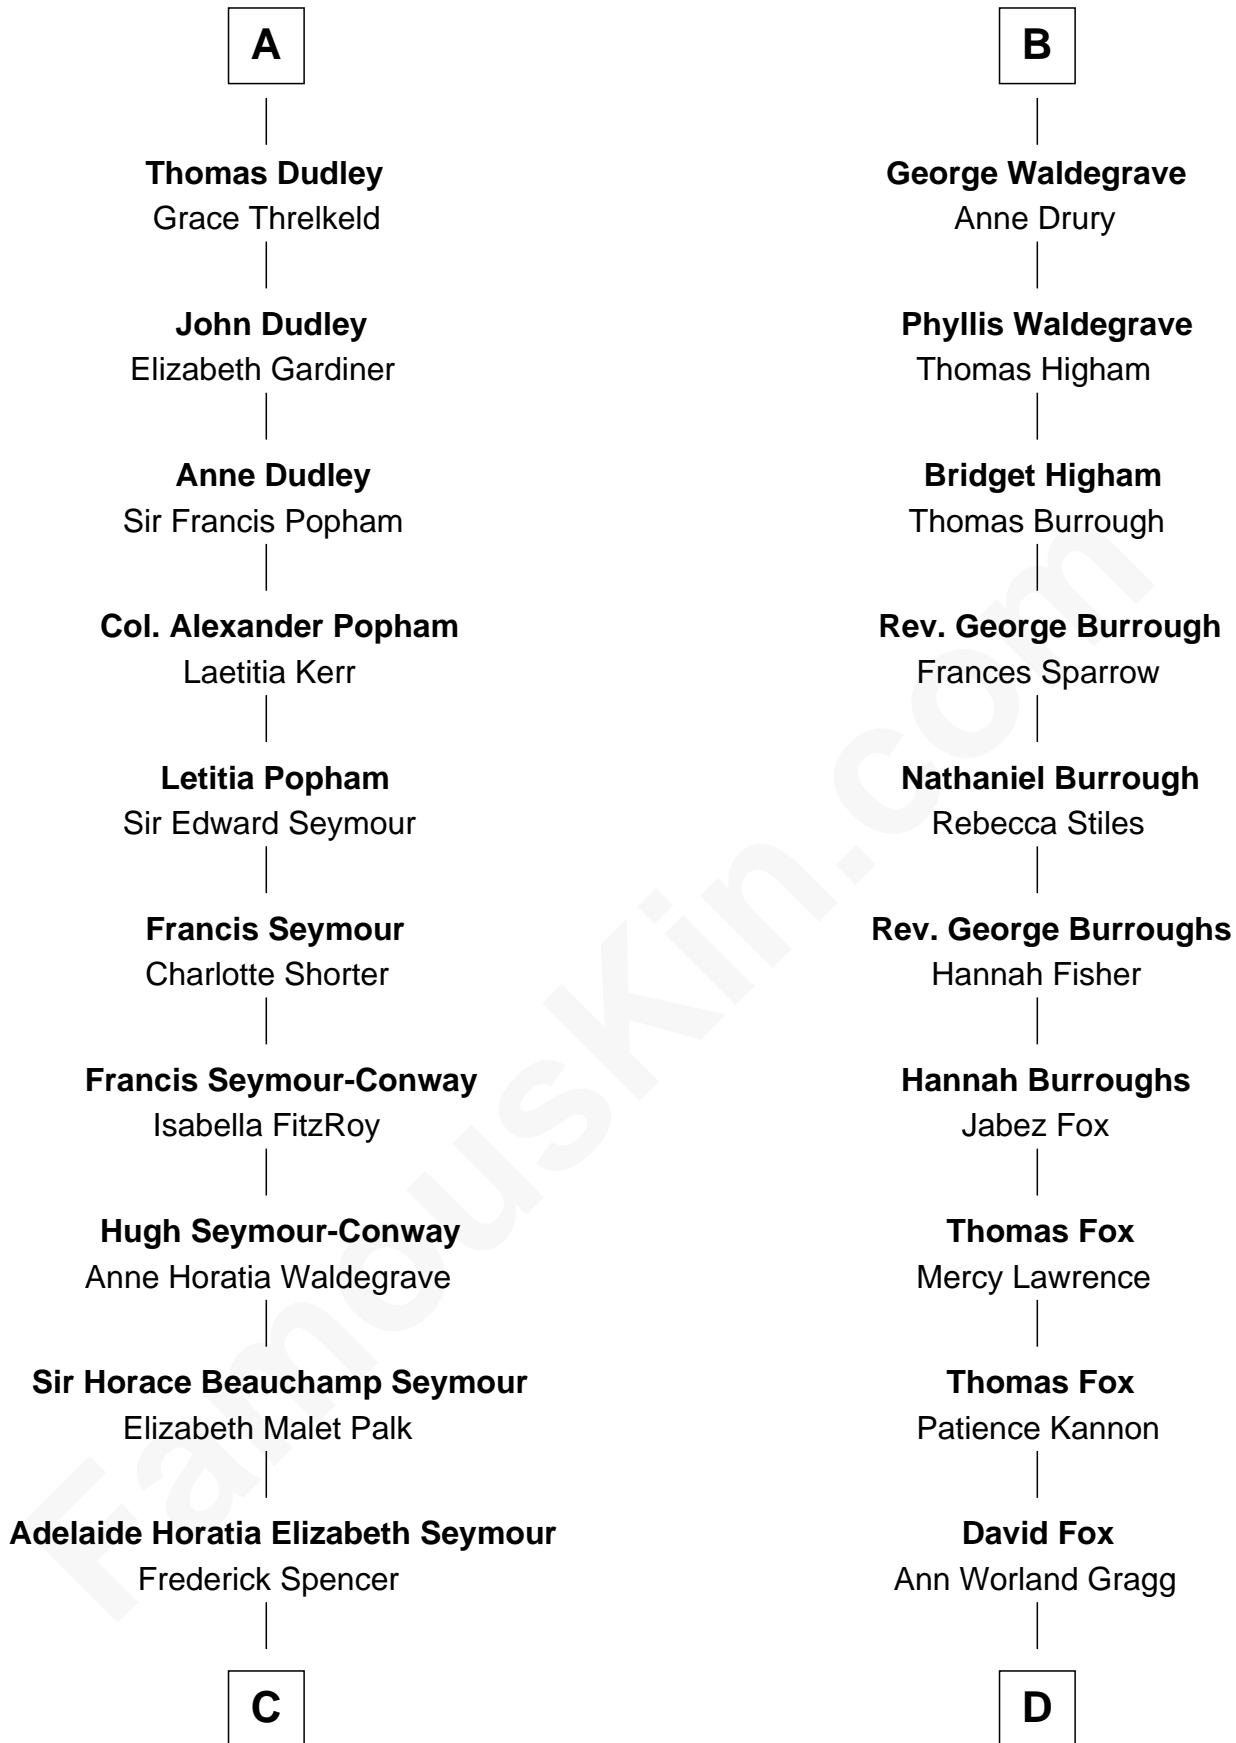 A
Thomas Dudley
Grace Threlkeld
John Dudley
Elizabeth Gardiner
Anne Dudley
Sir Francis Popham
Col. Alexander Popham
Laetitia Kerr
Letitia Popham
Sir Edward Seymour
Francis Seymour
Charlotte Shorter
Francis Seymour-Conway
Isabella FitzRoy
Hugh Seymour-Conway
Anne Horatia Waldegrave
Sir Horace Beauchamp Seymour
Elizabeth Malet Palk
Adelaide Horatia Elizabeth Seymour
Frederick Spencer
C
B
George Waldegrave
Anne Drury
Phyllis Waldegrave
Thomas Higham
Bridget Higham
Thomas Burrough
Rev. George Burrough
Frances Sparrow
Nathaniel Burrough
Rebecca Stiles
Rev. George Burroughs
Hannah Fisher
Hannah Burroughs
Jabez Fox
Thomas Fox
Mercy Lawrence
Thomas Fox
Patience Kannon
David Fox
Ann Worland Gragg
D
FamousKin.com